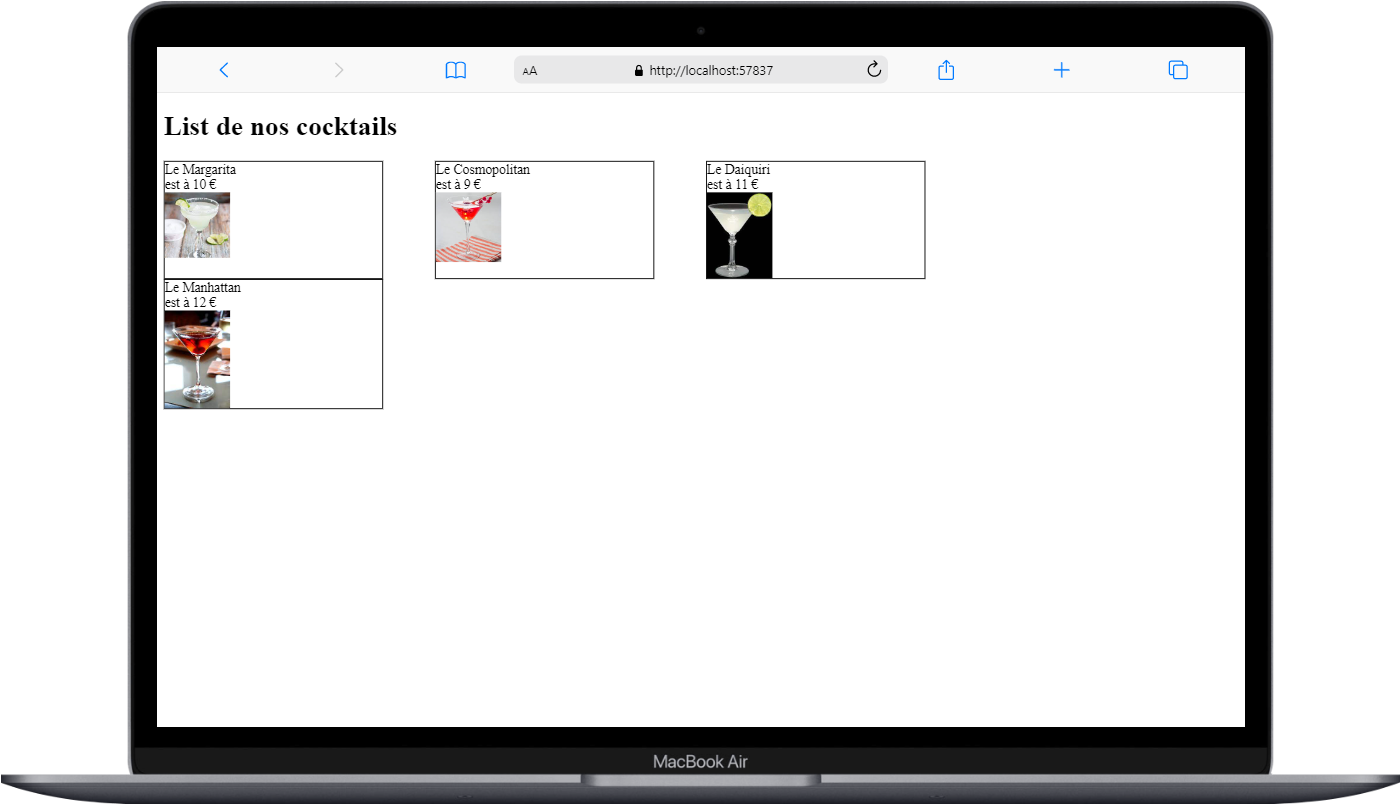 AA
http://localhost:57837
List de nos cocktails
Le Margarita
est à 10 €
Le Cosmopolitan
est à 9 €
Le Daiquiri
est à 11 €
Le Manhattan
est à 12 €
MacBook Air